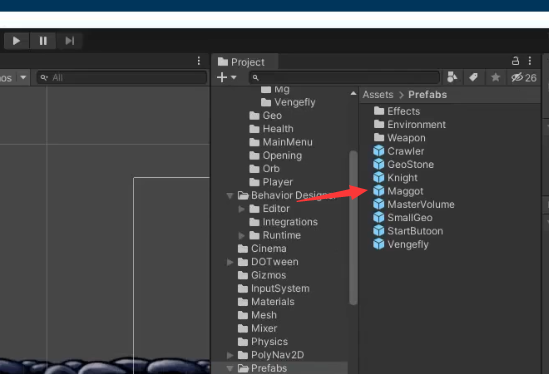 Project
os
All
26
Mg
Vengefly
Geo
Health
MainMenu
Opening
Orb
Player
Behavior Designer
Editor
Integrations
Runtime
Cinema
DOTween
Gizmos
InputSystem
Materials
Mesh
Mixer
Physics
PolyNav2D
Prefabs
Assets > Prefabs
Effects
Environment
Weapon
Crawler
GeoStone
Knight
Maggot
MasterVolume
SmallGeo
StartButoon
Vengefly